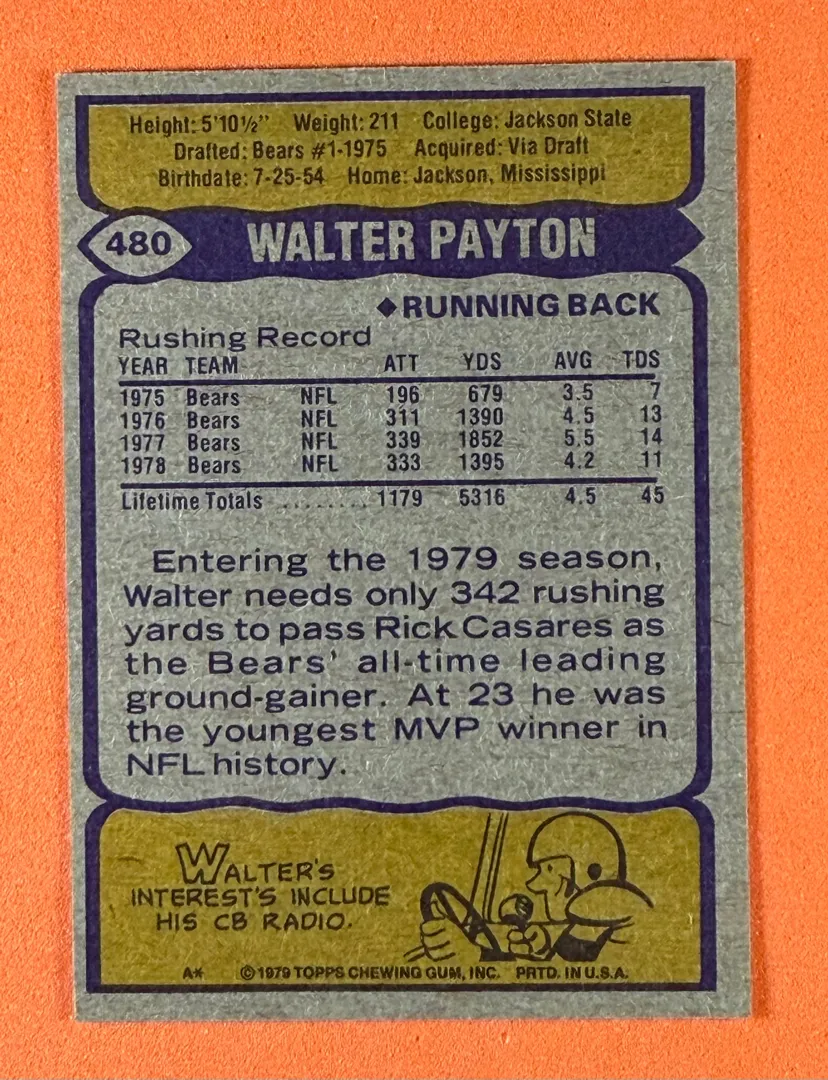 Height: 5'10½" Weight: 211 College: Jackson State
Drafted: Bears #1-1975 Acquired: Via Draft
Birthdate: 7-25-54 Home: Jackson, Mississippi
480 WALTER PAYTON
◆RUNNING BACK
Rushing Record
YEAR TEAM ATT YDS AVG TDS
1975 Bears NFL 196 679 3.5 7
1976 Bears NFL 311 1390 4.5 13
1977 Bears NFL 339 1852 5.5 14
1978 Bears NFL 333 1395 4.2 11
Lifetime Totals ........ 1179 5316 4.5 45
Entering the 1979 season,
Walter needs only 342 rushing
yards to pass Rick Casares as
the Bears' all-time leading
ground-gainer. At 23 he was
the youngest MVP winner in
NFL history.
WALTER'S
INTEREST'S INCLUDE
HIS CB RADIO.
A* ©1979 TOPPS CHEWING GUM, INC. PRTD. IN U.S.A.